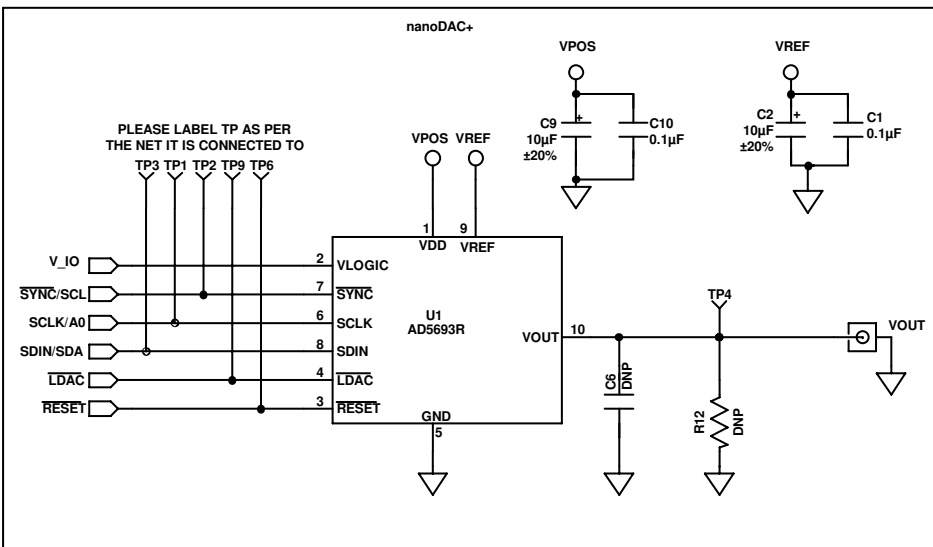 nanoDAC+
PLEASE LABEL TP AS PER
THE NET IT IS CONNECTED TO
TP3 TP1 TP2 TP9 TP6
VPOS
VREF
C9
10µF
±20%
C10
0.1µF
C2
10µF
±20%
C1
0.1µF
VPOS VREF
1 9
VDD VREF
V_IO 2 VLOGIC
SYNC/SCL 7 SYNC
SCLK/A0 6 SCLK
SDIN/SDA 8 SDIN
LDAC 4 LDAC
RESET 3 RESET
U1
AD5693R
VOUT 10
GND
5
C6
DNP
TP4
R12
DNP
VOUT